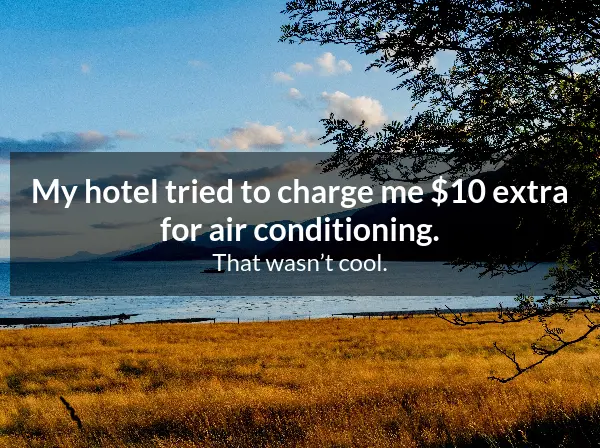 My hotel tried to charge me $10 extra
for air conditioning.
That wasn’t cool.